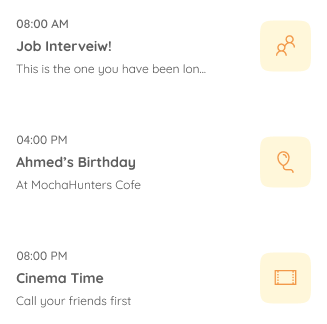 08:00 AM
Job Interveiw!
This is the one you have been lon...
04:00 PM
Ahmed's Birthday
At MochaHunters Cofe
08:00 PM
Cinema Time
Call your friends first